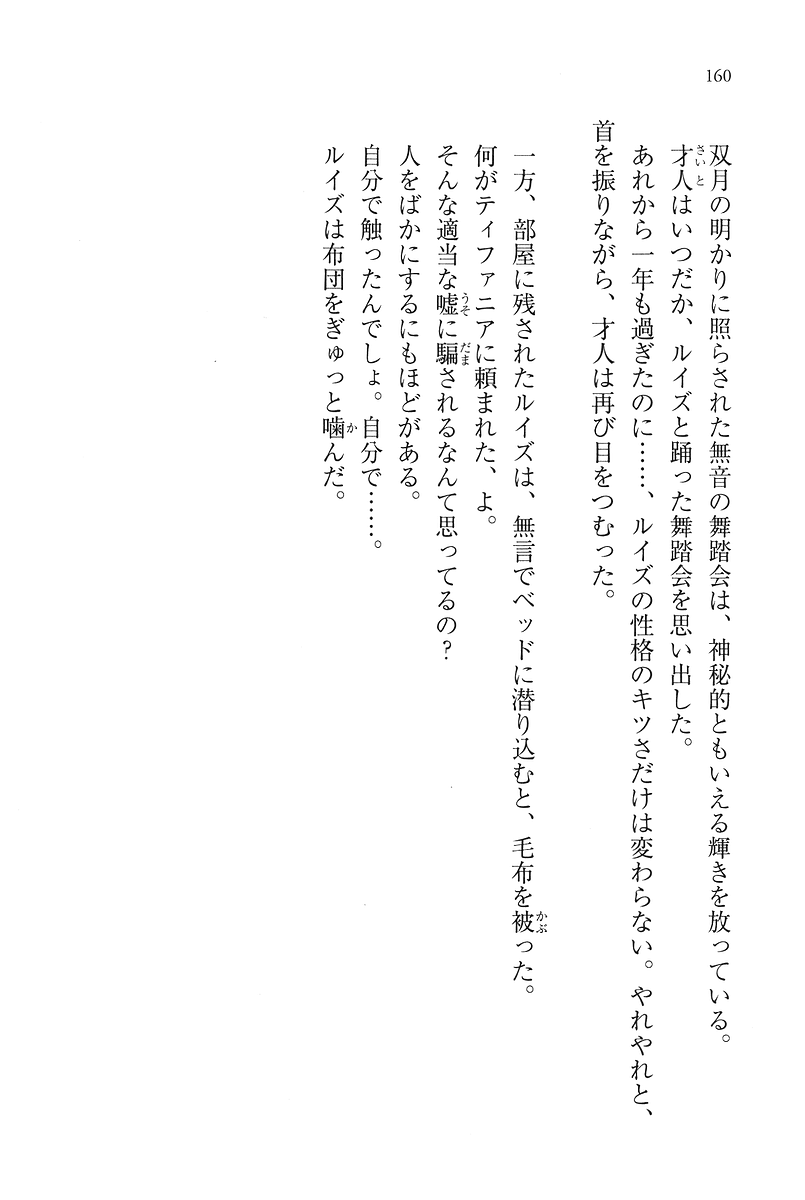 160
双月の明かりに照らされた無音の舞踏会は、神秘的ともいえる輝きを放っている。
才人はいつだか、ルイズと踊った舞踏会を思い出した。
あれから一年も過ぎたのに……、ルイズの性格のキツさだけは変わらない。やれやれと、
首を振りながら、才人は再び目をつむった。
一方、部屋に残されたルイズは、無言でベッドに潜り込むと、毛布を被った。
何がティファニアに頼まれた、よ。
そんな適当な嘘に騙されるなんて思ってるの？
人をばかにするにもほどがある。
自分で触ったんでしょ。自分で……。
ルイズは布団をぎゅっと噛んだ。